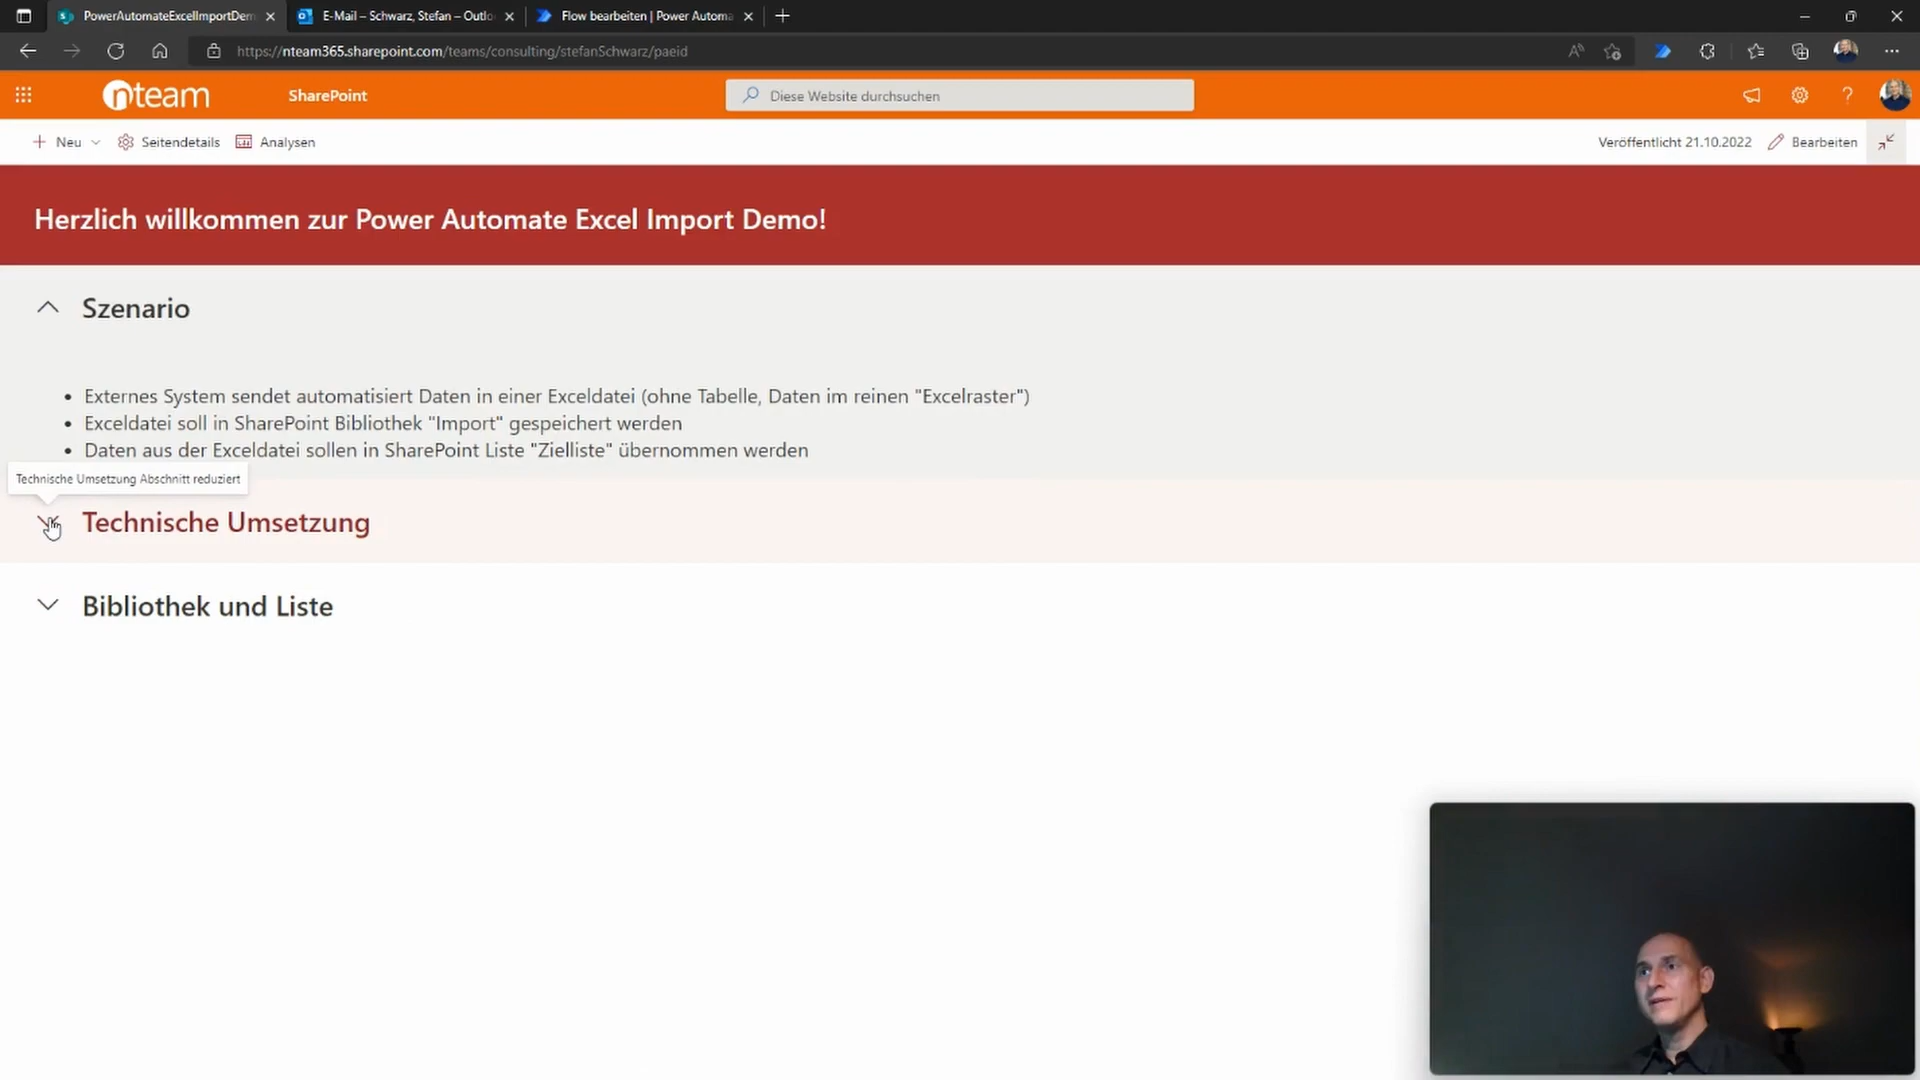 PowerAutomateExcelImportDem
E-Mail – Schwarz, Stefan – Outlo
Flow bearbeiten | Power Automa
https://nteam365.sharepoint.com/teams/consulting/stefanSchwarz/paeid
nteam
SharePoint
Diese Website durchsuchen
Neu
Seitendetails
Analysen
Veröffentlicht 21.10.2022
Bearbeiten
Herzlich willkommen zur Power Automate Excel Import Demo!
Szenario
• Externes System sendet automatisiert Daten in einer Exceldatei (ohne Tabelle, Daten im reinen "Excelraster")
• Exceldatei soll in SharePoint Bibliothek "Import" gespeichert werden
• Daten aus der Exceldatei sollen in SharePoint Liste "Zielliste" übernommen werden
Technische Umsetzung Abschnitt reduziert
Technische Umsetzung
Bibliothek und Liste